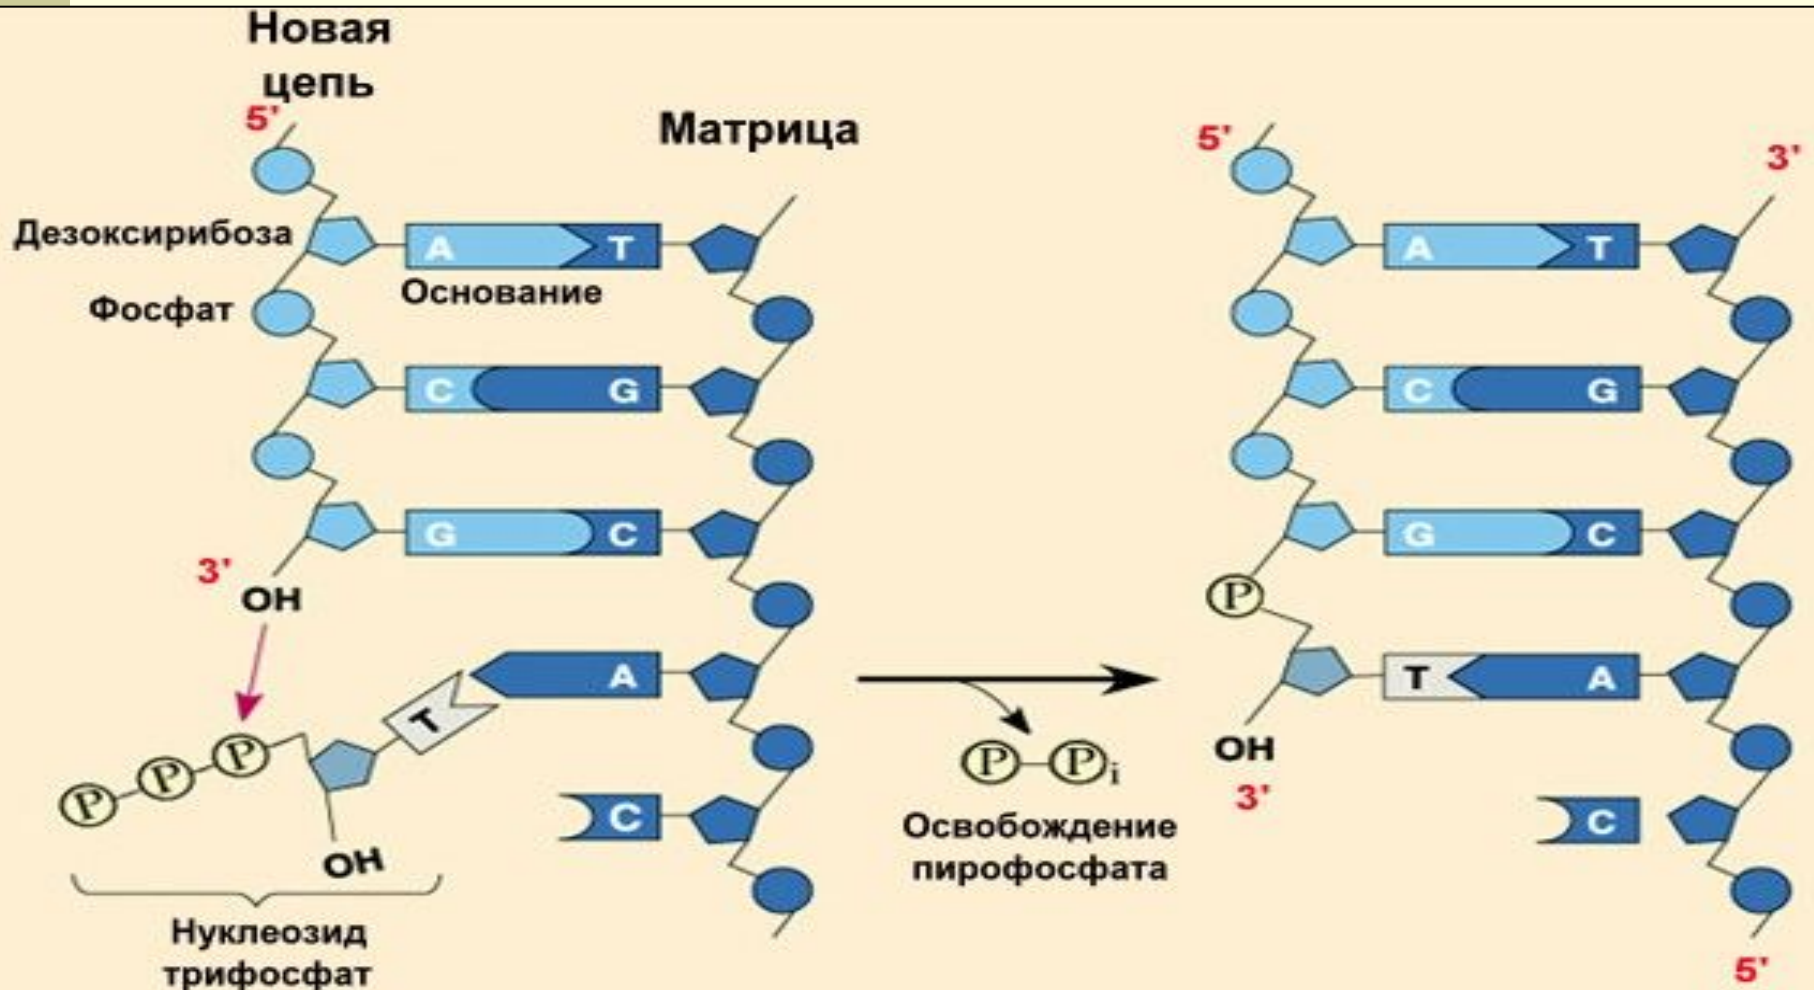 Новая
цепь
5'
Матрица
Дезоксирибоза
A T
Основание
Фосфат
C G
G C
3'
OH
A
T
P P P
C
OH
Нуклеозид
трифосфат
P P i
Освобождение
пирофосфата
5'
3'
A T
C G
G C
P
T A
OH
3'
C
5'